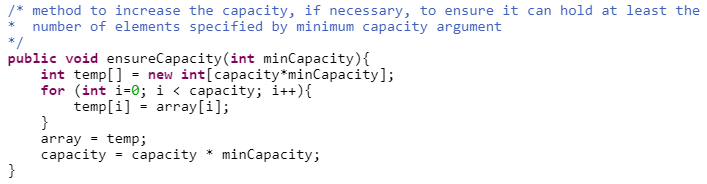 /* method to increase the capacity, if necessary, to ensure it can hold at least the
*  number of elements specified by minimum capacity argument
*/
public void ensureCapacity(int minCapacity){
    int temp[] = new int[capacity*minCapacity];
    for (int i=0; i < capacity; i++){
        temp[i] = array[i];
    }
    array = temp;
    capacity = capacity * minCapacity;
}